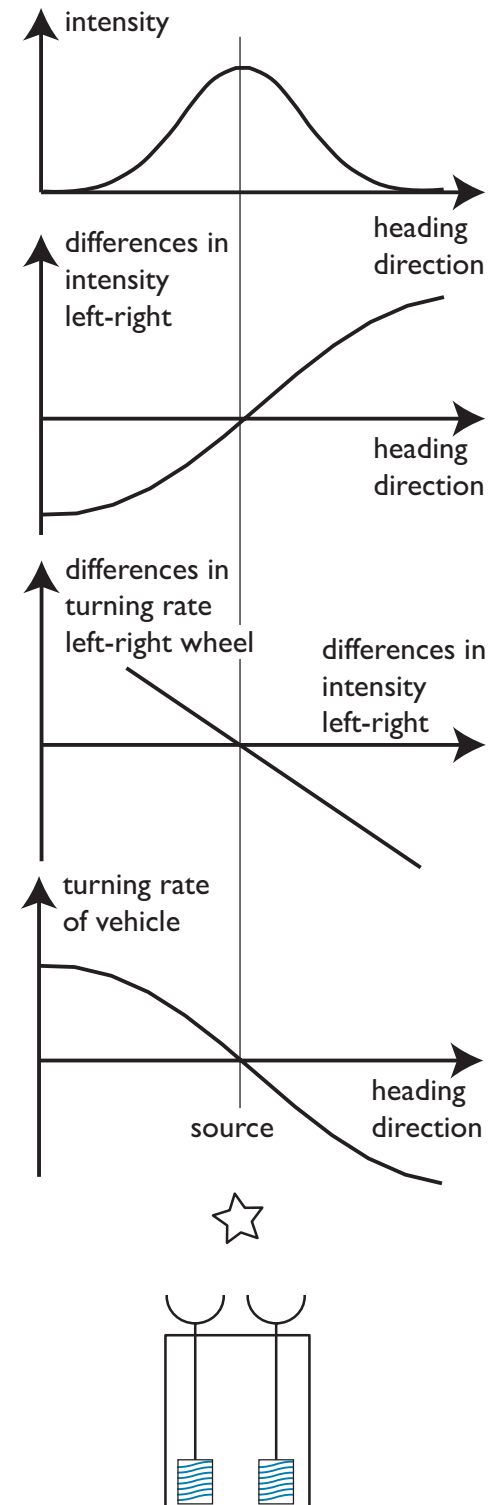 intensity
heading
direction
differences in
intensity
left-right
heading
direction
differences in
turning rate
left-right wheel
differences in
intensity
left-right
turning rate
of vehicle
heading
direction
source